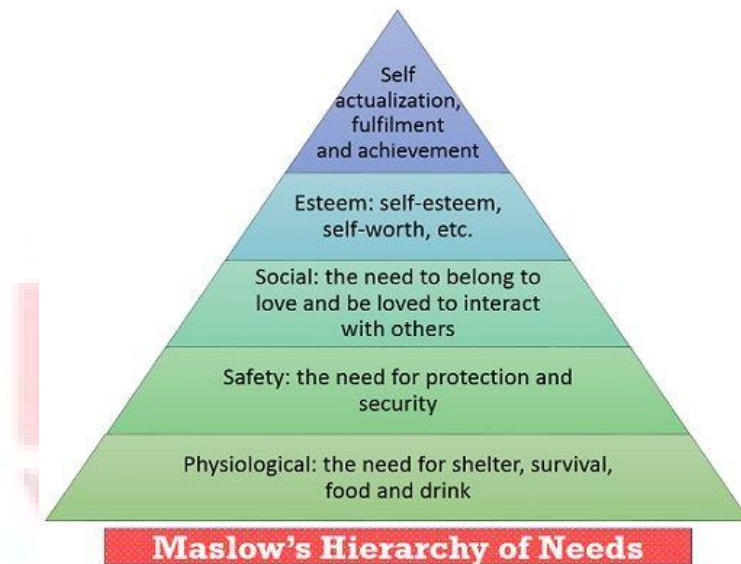 Self
actualization,
fulfilment
and achievement
Esteem: self-esteem,
self-worth, etc.
Social: the need to belong to
love and be loved to interact
with others
Safety: the need for protection and
security
Physiological: the need for shelter, survival,
food and drink
Maslow's Hierarchy of Needs